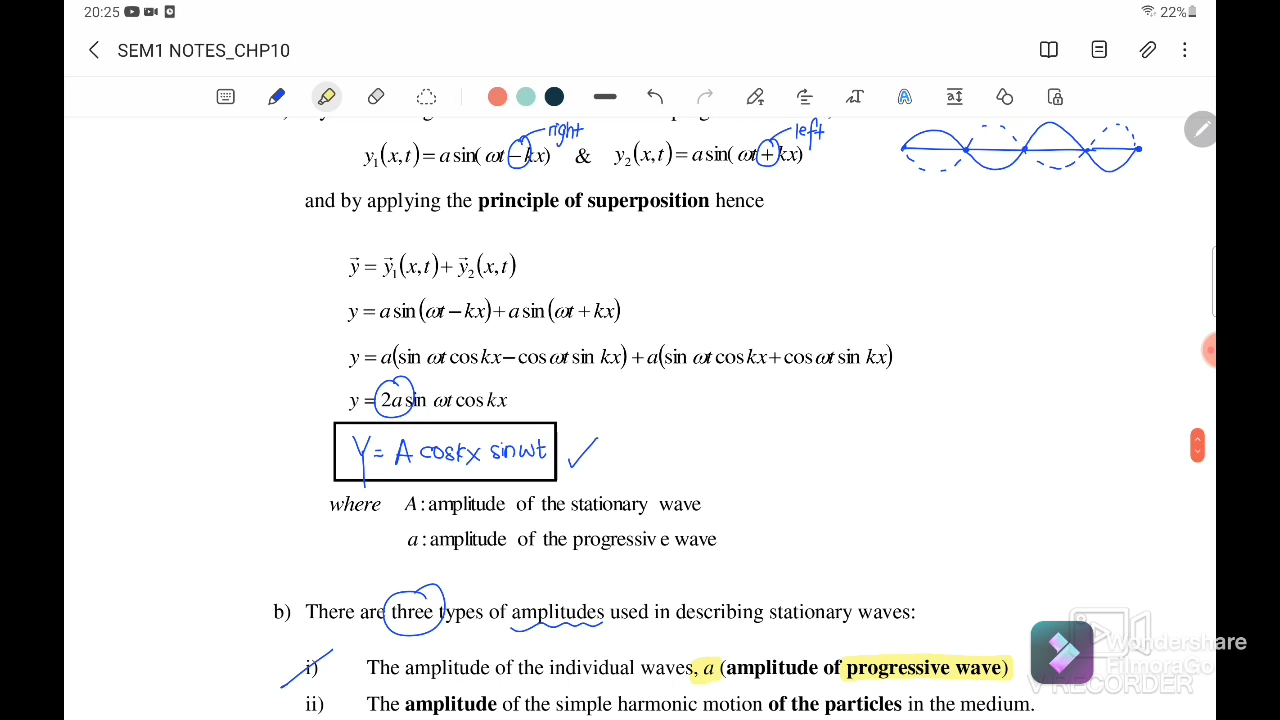 20:25 22%
SEM1 NOTES_CHP10
right left
y₁(x,t) = a sin(ωt − kx) & y₂(x,t) = a sin(ωt + kx)
and by applying the principle of superposition hence
y⃗ = y⃗₁(x,t) + y⃗₂(x,t)
y = a sin(ωt − kx) + a sin(ωt + kx)
y = a(sin ωt cos kx − cos ωt sin kx) + a(sin ωt cos kx + cos ωt sin kx)
y = 2a sin ωt cos kx
Y = A coskx sinwt ✓
where A : amplitude of the stationary wave
a : amplitude of the progressiv e wave
b) There are three types of amplitudes used in describing stationary waves:
i) The amplitude of the individual waves, a (amplitude of progressive wave)
ii) The amplitude of the simple harmonic motion of the particles in the medium.
Wondershare
FilmoraGo
V RECORDER